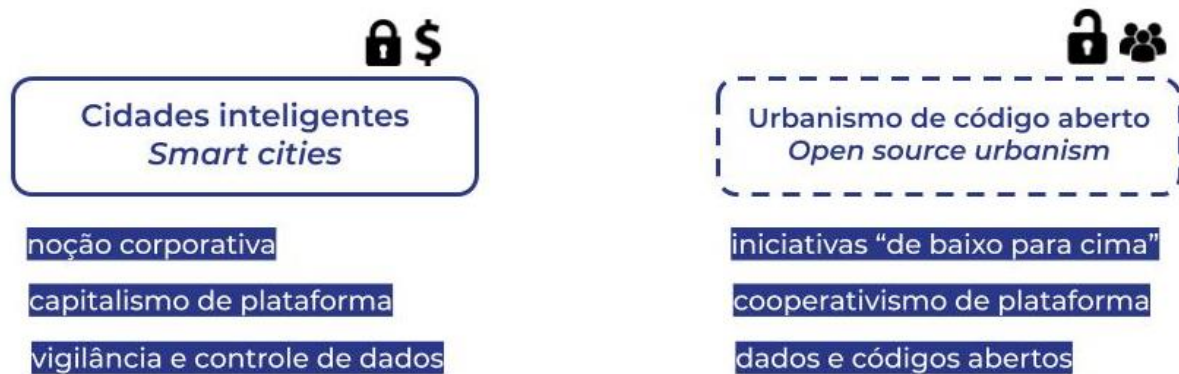 $
Cidades inteligentes
Smart cities
noção corporativa
capitalismo de plataforma
vigilância e controle de dados
Urbanismo de código aberto
Open source urbanism
iniciativas “de baixo para cima”
cooperativismo de plataforma
dados e códigos abertos